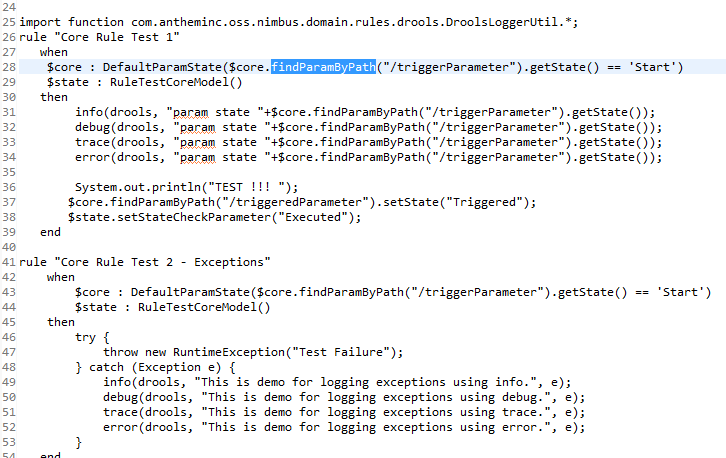 24
25 import function com.antheminc.oss.nimbus.domain.rules.drools.DroolsLoggerUtil.*;
26 rule "Core Rule Test 1"
27 when
28 $core : DefaultParamState($core.findParamByPath("/triggerParameter").getState() == 'Start')
29 $state : RuleTestCoreModel()
30 then
31 info(drools, "param state "+$core.findParamByPath("/triggerParameter").getState());
32 debug(drools, "param state "+$core.findParamByPath("/triggerParameter").getState());
33 trace(drools, "param state "+$core.findParamByPath("/triggerParameter").getState());
34 error(drools, "param state "+$core.findParamByPath("/triggerParameter").getState());
35
36 System.out.println("TEST !!! ");
37 $core.findParamByPath("/triggeredParameter").setState("Triggered");
38 $state.setStateCheckParameter("Executed");
39 end
40
41 rule "Core Rule Test 2 - Exceptions"
42 when
43 $core : DefaultParamState($core.findParamByPath("/triggerParameter").getState() == 'Start')
44 $state : RuleTestCoreModel()
45 then
46 try {
47 throw new RuntimeException("Test Failure");
48 } catch (Exception e) {
49 info(drools, "This is demo for logging exceptions using info.", e);
50 debug(drools, "This is demo for logging exceptions using debug.", e);
51 trace(drools, "This is demo for logging exceptions using trace.", e);
52 error(drools, "This is demo for logging exceptions using error.", e);
53 }
54 end